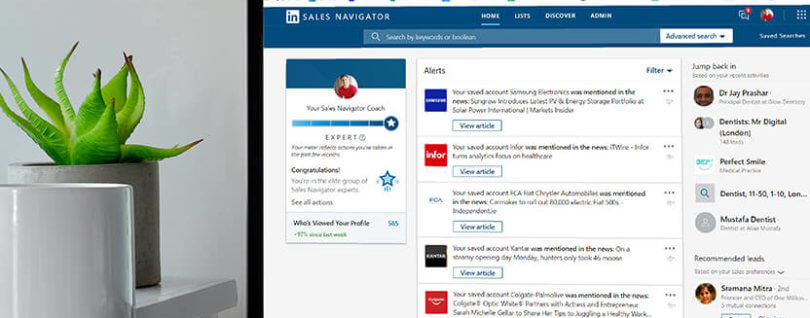 in SALES NAVIGATOR
HOME LISTS DISCOVER ADMIN
Search by keywords or boolean
Advanced search
Saved Searches
Your Sales Navigator Coach
EXPERT
Your meter reflects actions you've taken in
the past few months.
Congratulations!
You're in the elite group of
Sales Navigator experts.
See all actions
Who's Viewed Your Profile 565
+97% since last week
Alerts
Filter
SAMSUNG
Your saved account Samsung Electronics was mentioned in the
news: Sungrow Introduces Latest PV & Energy Storage Portfolio at
Solar Power International | Markets Insider
View article
infor
Your saved account Infor was mentioned in the news: iTWire - Infor
turns analytics focus on healthcare
View article
FCA
Your saved account FCA Fiat Chrysler Automobiles was mentioned
in the news: Carmaker to roll out 80,000 electric Fiat 500s -
Independentie
View article
KANTAR
Your saved account Kantar was mentioned in the news: On a
steamy opening day Monday, hunters only took 46 moose
View article
Your saved account Colgate-Palmolive was mentioned in the
news: Colgate® Optic White® Partners with Actress and Entrepreneur
Sarah Michelle Gellar to Share Her Tips to Juggling a Healthy Work...
Jump back in
Based on your recent activities
Dr Jay Prashar
Principal Dentist at Glow Dentistry
Dentists: Mr Digital
(London)
148 leads
Perfect Smile
Medical Practice
Dentist, 11-50, 1-10, Lon...
Mustafa Dentist
Dentist at Alias Mustafa
Recommended leads
Based on your sales preferences
Sramana Mitra · 2nd
Founder and CEO of One Million...
5 mutual connections